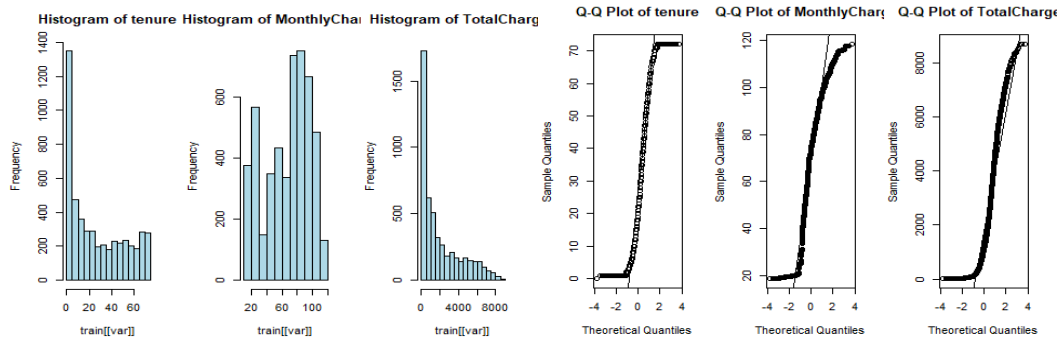 Histogram of tenure
Frequency
0 200 400 600 800 1000 1200 1400
0 20 40 60
train[[var]]
Histogram of MonthlyChar
Frequency
0 200 400 600
20 60 100
train[[var]]
Histogram of TotalCharg
Frequency
0 500 1000 1500
0 4000 8000
train[[var]]
Q-Q Plot of tenure
Sample Quantiles
0 10 20 30 40 50 60 70
-4 -2 0 2 4
Theoretical Quantiles
Q-Q Plot of MonthlyCharg
Sample Quantiles
20 40 60 80 100 120
-4 -2 0 2 4
Theoretical Quantiles
Q-Q Plot of TotalCharge
Sample Quantiles
0 2000 4000 6000 8000
-4 -2 0 2 4
Theoretical Quantiles